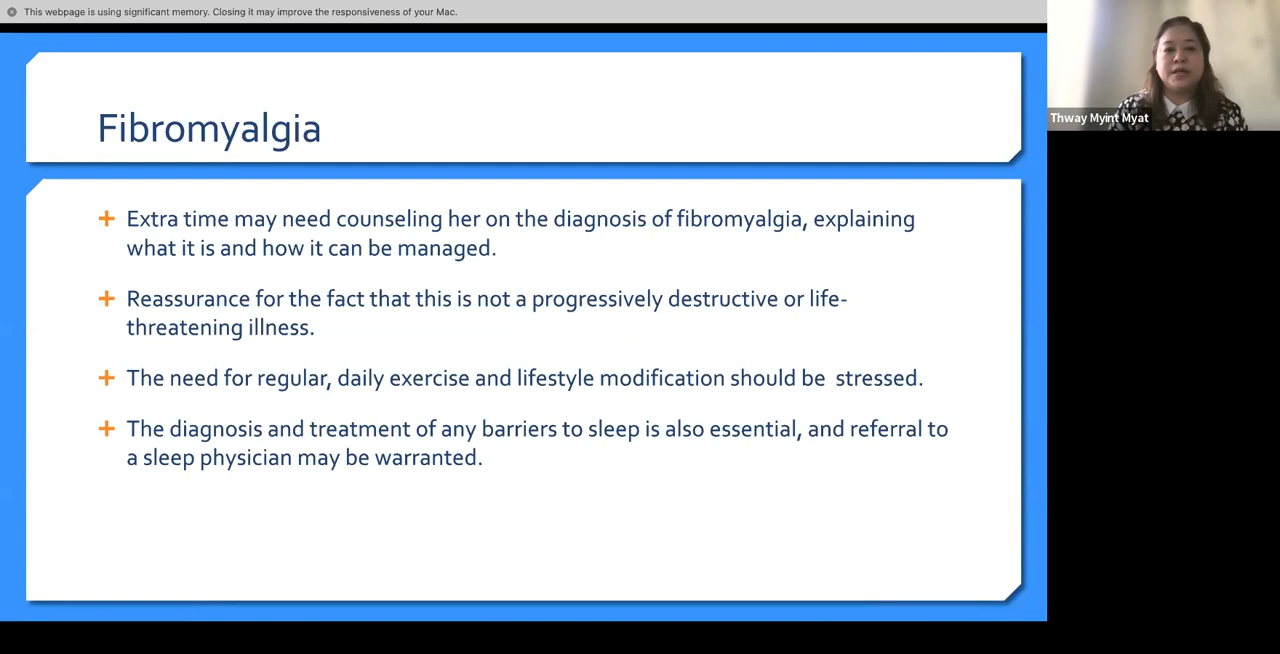 This webpage is using significant memory. Closing it may improve the responsiveness of your Mac.
Thway Myint Myat
Fibromyalgia
Extra time may need counseling her on the diagnosis of fibromyalgia, explaining
what it is and how it can be managed.
Reassurance for the fact that this is not a progressively destructive or life-
threatening illness.
The need for regular, daily exercise and lifestyle modification should be  stressed.
The diagnosis and treatment of any barriers to sleep is also essential, and referral to
a sleep physician may be warranted.